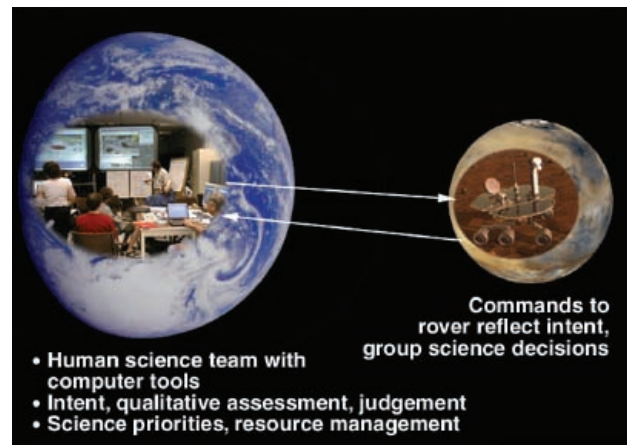 Commands to
rover reflect intent,
group science decisions
• Human science team with
computer tools
• Intent, qualitative assessment, judgement
• Science priorities, resource management